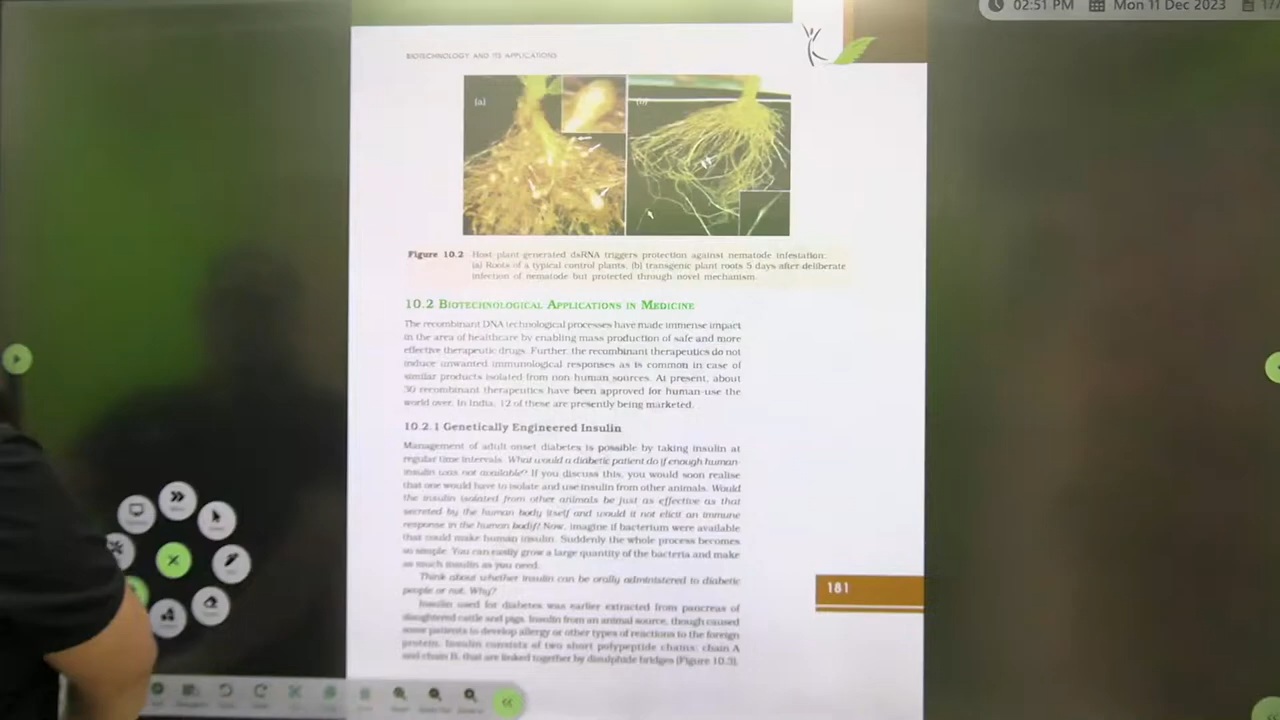 02:51 PM Mon 11 Dec 2023
BIOTECHNOLOGY AND ITS APPLICATIONS
(a)
(b)
Figure 10.2 Host plant-generated dsRNA triggers protection against nematode infestation:
(a) Roots of a typical control plants; (b) transgenic plant roots 5 days after deliberate
infection of nematode but protected through novel mechanism.
10.2 BIOTECHNOLOGICAL APPLICATIONS IN MEDICINE
The recombinant DNA technological processes have made immense impact
in the area of healthcare by enabling mass production of safe and more
effective therapeutic drugs. Further, the recombinant therapeutics do not
induce unwanted immunological responses as is common in case of
similar products isolated from non-human sources. At present, about
30 recombinant therapeutics have been approved for human-use the
world over. In India, 12 of these are presently being marketed.
10.2.1 Genetically Engineered Insulin
Management of adult-onset diabetes is possible by taking insulin at
regular time intervals. What would a diabetic patient do if enough human-
insulin was not available? If you discuss this, you would soon realise
that one would have to isolate and use insulin from other animals. Would
the insulin isolated from other animals be just as effective as that
secreted by the human body itself and would it not elicit an immune
response in the human body? Now, imagine if bacterium were available
that could make human insulin. Suddenly the whole process becomes
so simple. You can easily grow a large quantity of the bacteria and make
as much insulin as you need.
Think about whether insulin can be orally administered to diabetic
people or not. Why?
Insulin used for diabetes was earlier extracted from pancreas of
slaughtered cattle and pigs. Insulin from an animal source, though caused
some patients to develop allergy or other types of reactions to the foreign
protein. Insulin consists of two short polypeptide chains: chain A
and chain B, that are linked together by disulphide bridges (Figure 10.3).
181